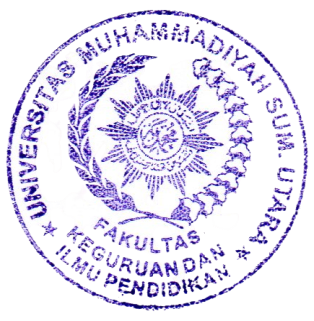 UNIVERSITAS MUHAMMADIYAH SUM. UTARA
FAKULTAS
KEGURUAN DAN
ILMU PENDIDIKAN